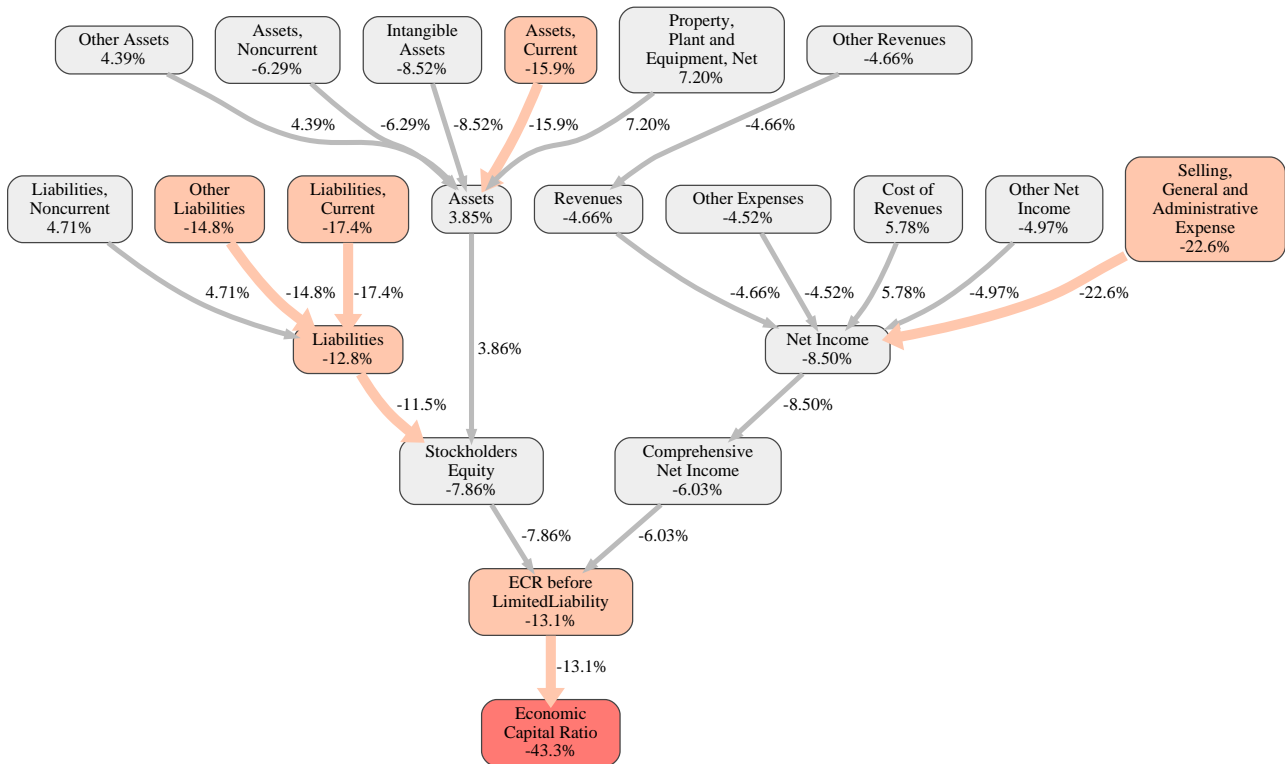 Other Assets
4.39%
Assets,
Noncurrent
-6.29%
Intangible
Assets
-8.52%
Assets,
Current
-15.9%
Property,
Plant and
Equipment, Net
7.20%
Other Revenues
-4.66%
4.39%
-6.29%
-8.52%
-15.9%
7.20%
-4.66%
Liabilities,
Noncurrent
4.71%
Other
Liabilities
-14.8%
Liabilities,
Current
-17.4%
Assets
3.85%
Revenues
-4.66%
Other Expenses
-4.52%
Cost of
Revenues
5.78%
Other Net
Income
-4.97%
Selling,
General and
Administrative
Expense
-22.6%
4.71%
-14.8%
-17.4%
-4.66%
-4.52%
5.78%
-4.97%
-22.6%
Liabilities
-12.8%
3.86%
Net Income
-8.50%
-11.5%
-8.50%
Stockholders
Equity
-7.86%
Comprehensive
Net Income
-6.03%
-7.86%
-6.03%
ECR before
LimitedLiability
-13.1%
-13.1%
Economic
Capital Ratio
-43.3%